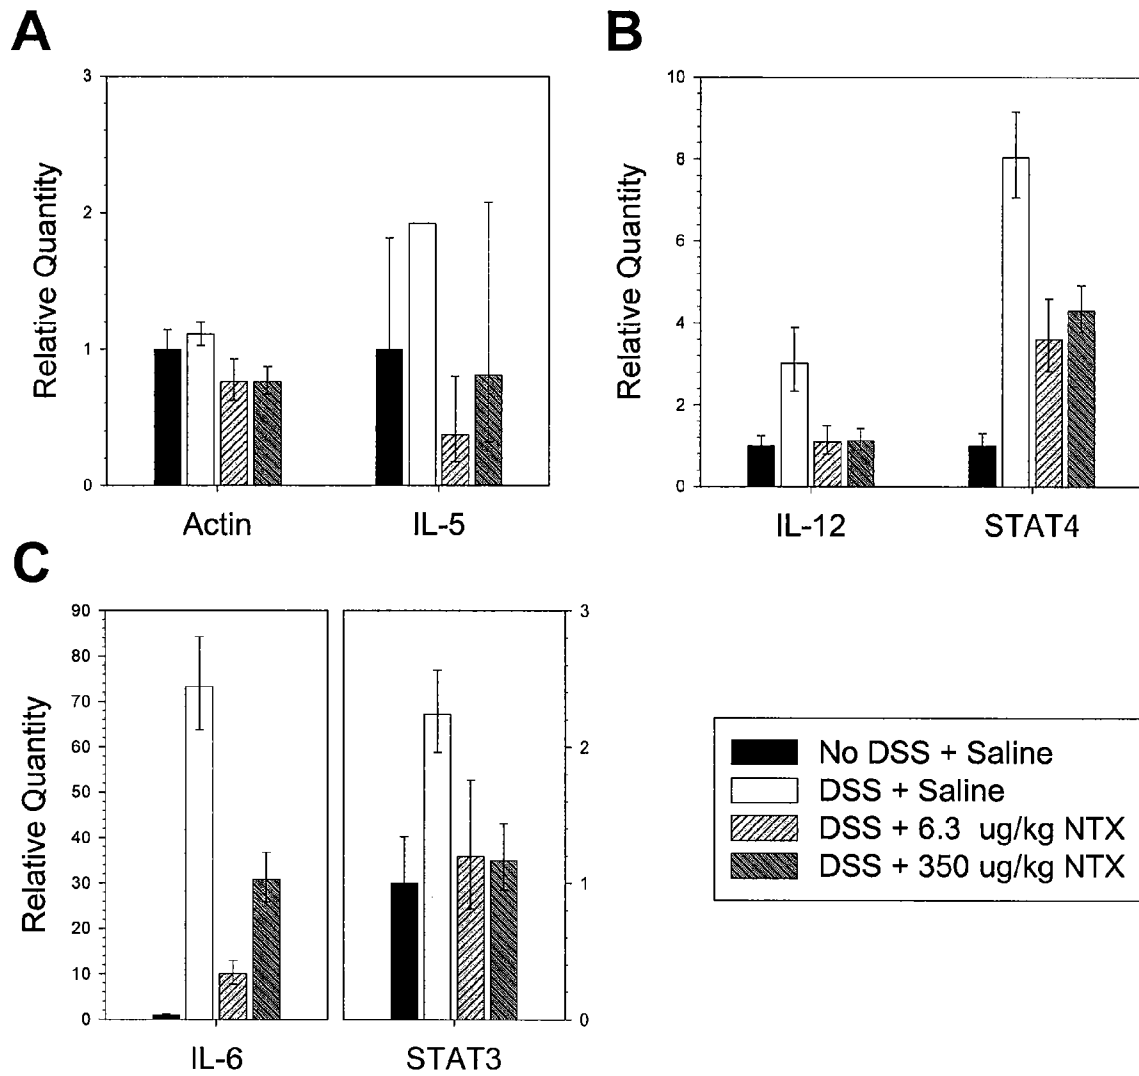 A
Relative Quantity
3
2
1
0
Actin
IL-5
B
Relative Quantity
10
8
6
4
2
0
IL-12
STAT4
C
Relative Quantity
90
80
70
60
50
40
30
20
10
0
IL-6
3
2
1
0
STAT3
No DSS + Saline
DSS + Saline
DSS + 6.3 ug/kg NTX
DSS + 350 ug/kg NTX